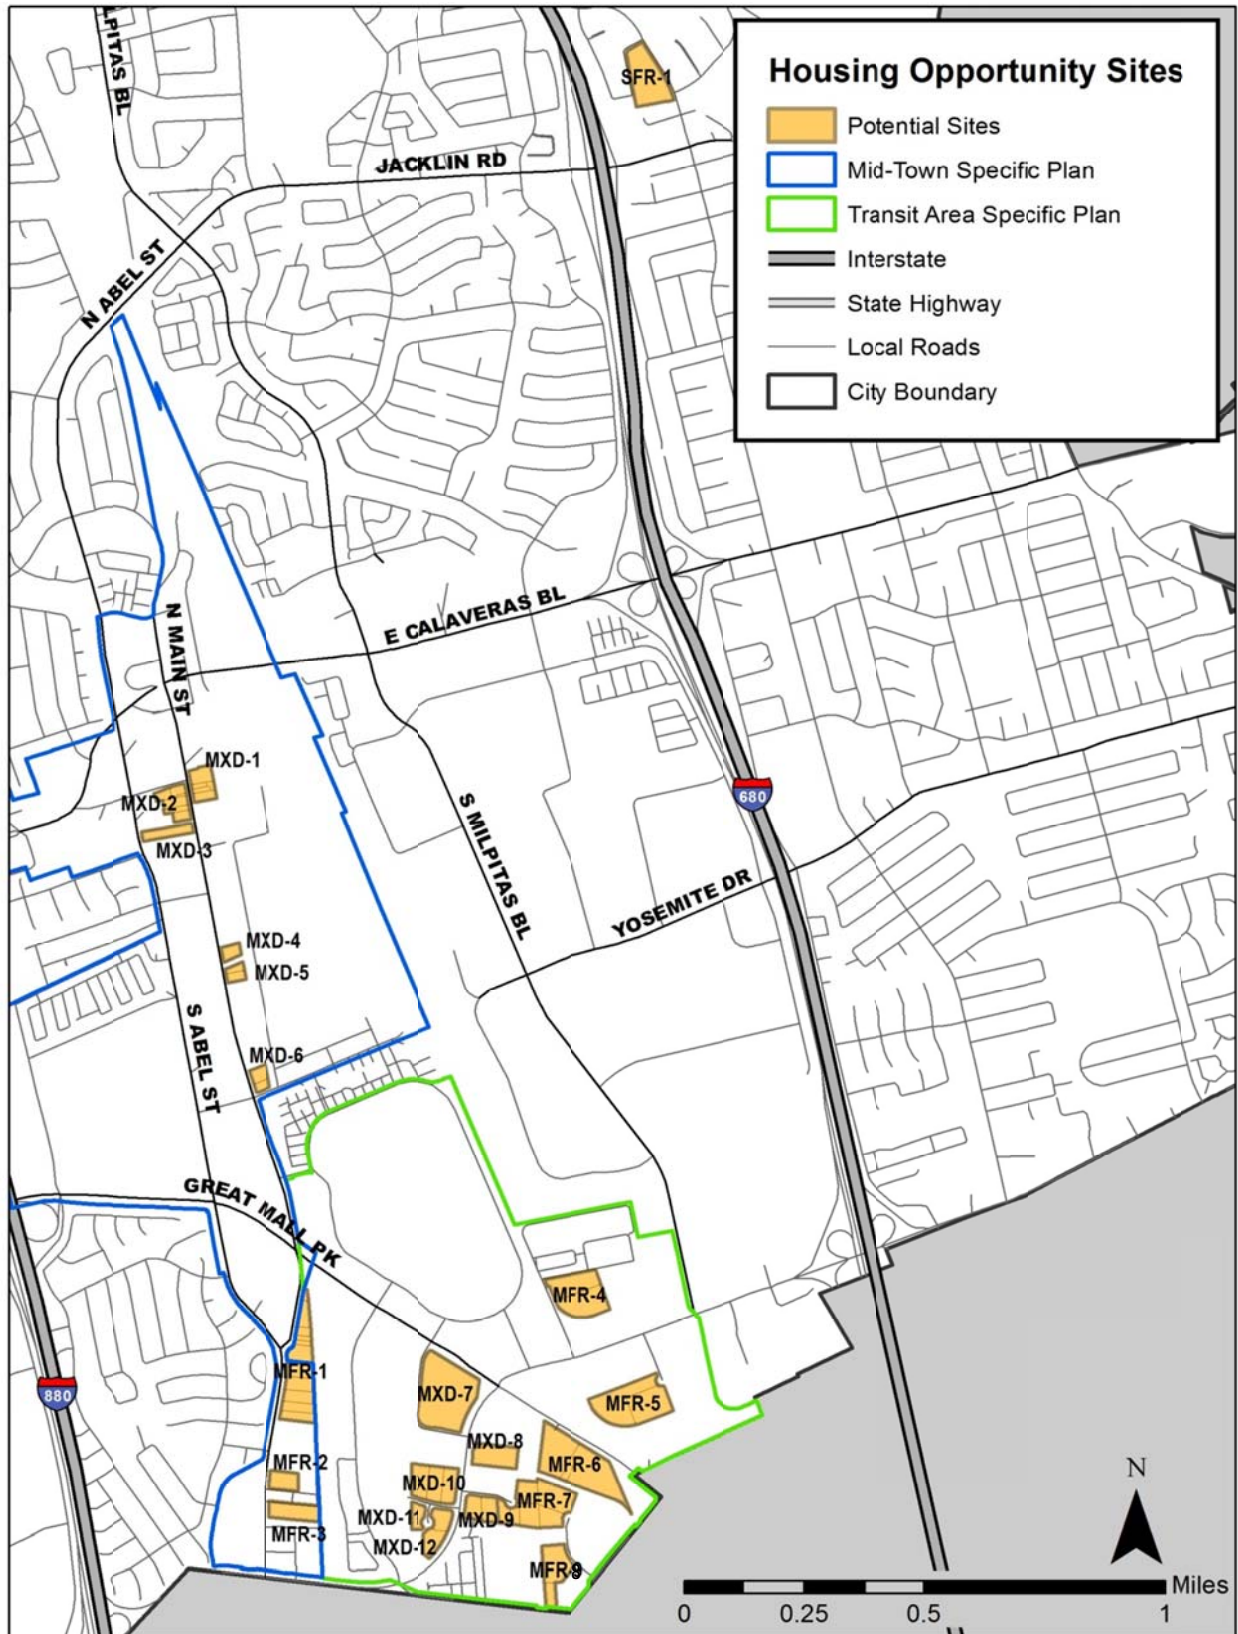 LPITAS BL
SFR-1
Housing Opportunity Sites
Potential Sites
Mid-Town Specific Plan
Transit Area Specific Plan
Interstate
State Highway
Local Roads
City Boundary
JACKLIN RD
N ABEL ST
N MAIN ST
E CALAVERAS BL
MXD-1
MXD-2
MXD-3
680
S MILPITAS BL
YOSEMITE DR
MXD-4
MXD-5
S ABEL ST
MXD-6
GREAT MALL PK
MFR-4
880
MFR-1
MXD-7
MFR-5
MXD-8
MFR-2
MFR-6
MXD-10
MFR-7
MXD-11
MXD-9
MFR-3
MXD-12
N
Miles
0
0.25
0.5
1